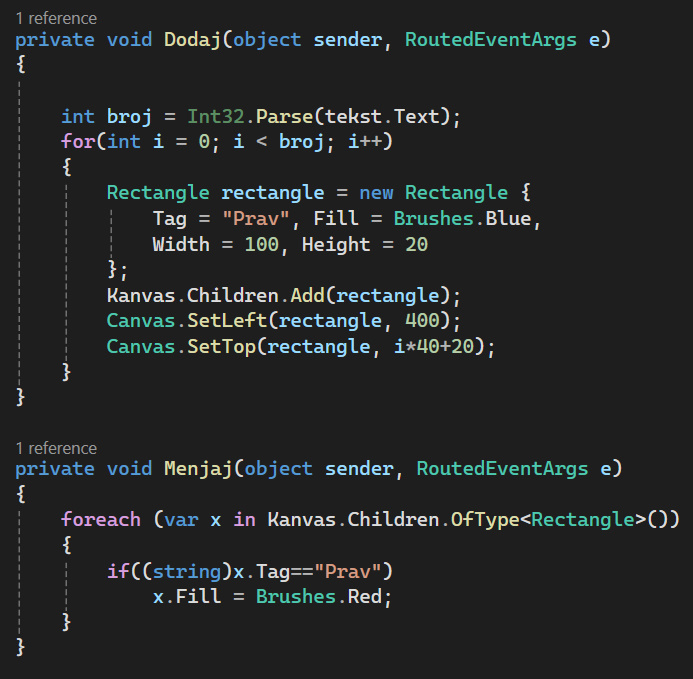 1 reference
private void Dodaj(object sender, RoutedEventArgs e)
{
int broj = Int32.Parse(tekst.Text);
for(int i = 0; i < broj; i++)
{
Rectangle rectangle = new Rectangle {
Tag = "Prav", Fill = Brushes.Blue,
Width = 100, Height = 20
};
Kanvas.Children.Add(rectangle);
Canvas.SetLeft(rectangle, 400);
Canvas.SetTop(rectangle, i*40+20);
}
}
1 reference
private void Menjaj(object sender, RoutedEventArgs e)
{
foreach (var x in Kanvas.Children.OfType<Rectangle>())
{
if((string)x.Tag=="Prav")
x.Fill = Brushes.Red;
}
}